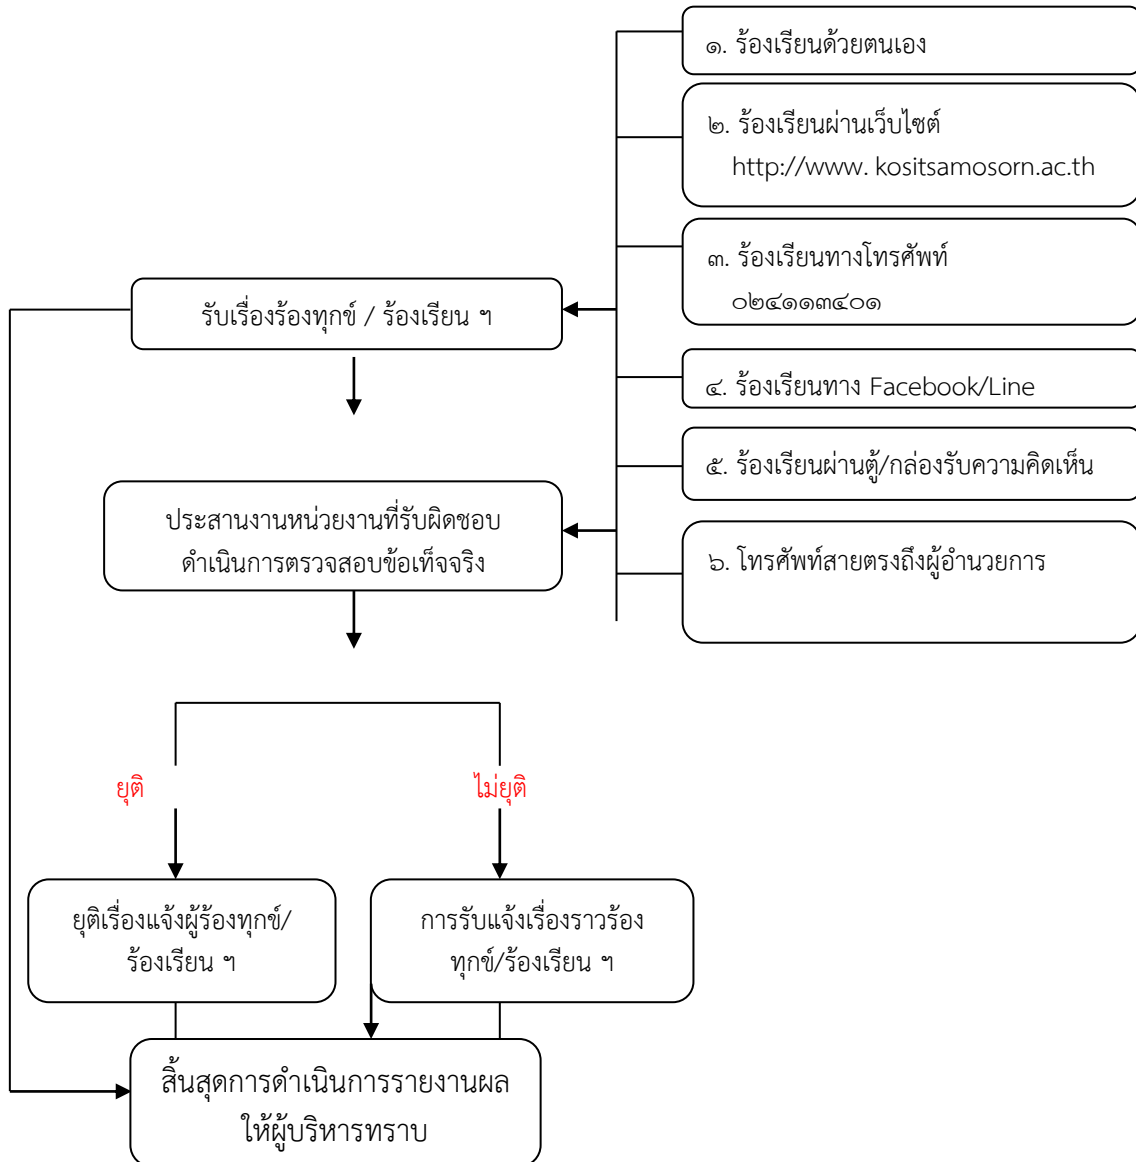 ๑. ร้องเรียนด้วยตนเอง
๒. ร้องเรียนผ่านเว็บไซต์
http://www. kositsamosorn.ac.th
๓. ร้องเรียนทางโทรศัพท์
๐๒๔๑๑๓๔๐๑
๔. ร้องเรียนทาง Facebook/Line
๕. ร้องเรียนผ่านตู้/กล่องรับความคิดเห็น
๖. โทรศัพท์สายตรงถึงผู้อำนวยการ
รับเรื่องร้องทุกข์ / ร้องเรียน ฯ
ประสานงานหน่วยงานที่รับผิดชอบ
ดำเนินการตรวจสอบข้อเท็จจริง
ยุติ
ไม่ยุติ
ยุติเรื่องแจ้งผู้ร้องทุกข์/
ร้องเรียน ฯ
การรับแจ้งเรื่องราวร้อง
ทุกข์/ร้องเรียน ฯ
สิ้นสุดการดำเนินการรายงานผล
ให้ผู้บริหารทราบ